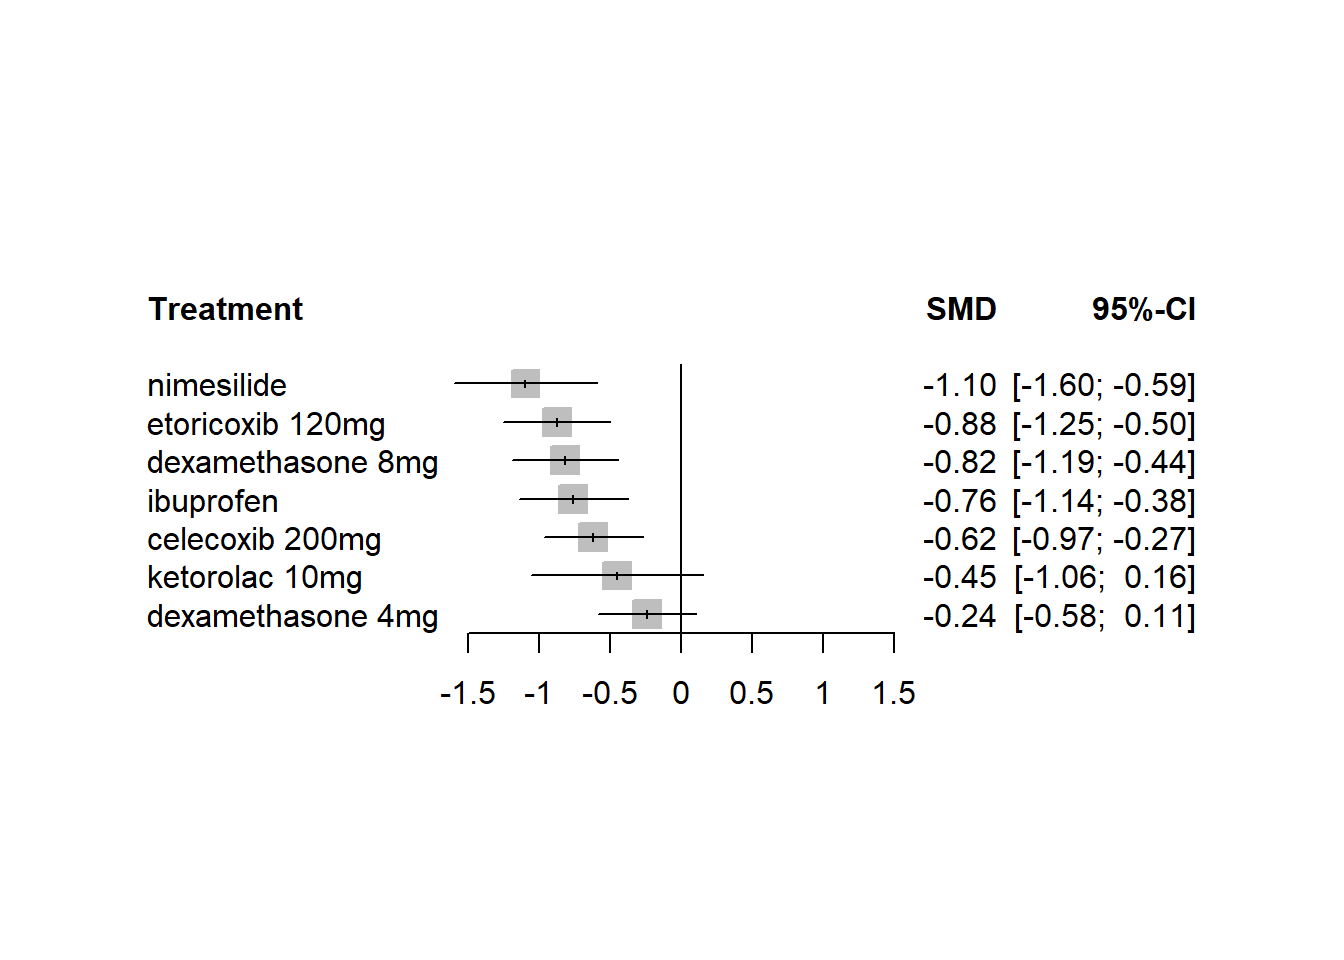 Treatment SMD 95%-CI
nimesilide -1.10 [-1.60; -0.59]
etoricoxib 120mg -0.88 [-1.25; -0.50]
dexamethasone 8mg -0.82 [-1.19; -0.44]
ibuprofen -0.76 [-1.14; -0.38]
celecoxib 200mg -0.62 [-0.97; -0.27]
ketorolac 10mg -0.45 [-1.06; 0.16]
dexamethasone 4mg -0.24 [-0.58; 0.11]
-1.5 -1 -0.5 0 0.5 1 1.5